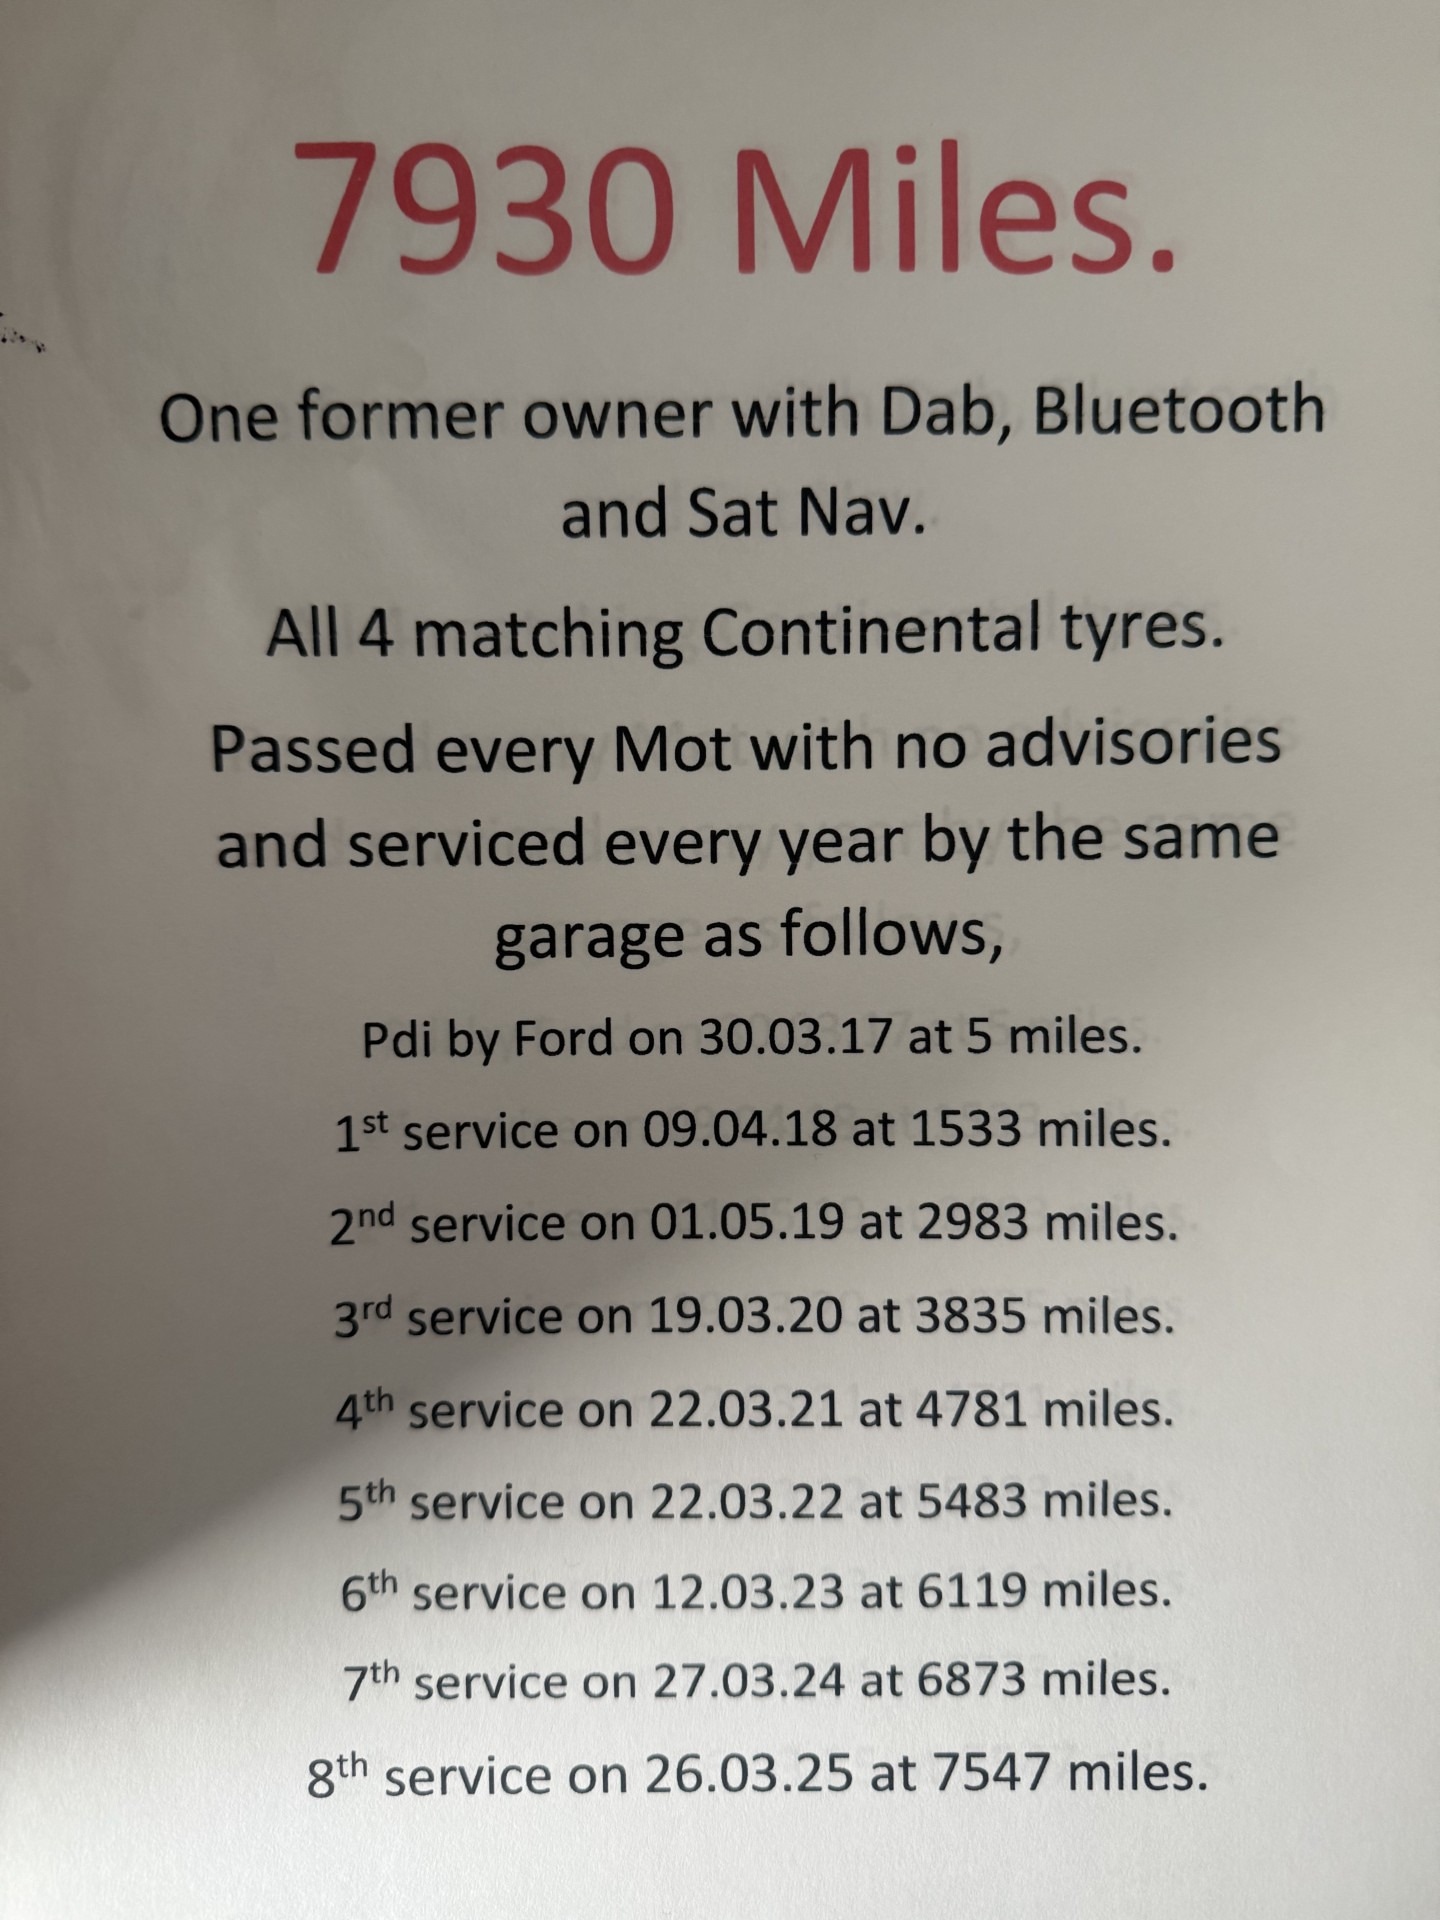 7930 Miles.
One former owner with Dab, Bluetooth
and Sat Nav.
All 4 matching Continental tyres.
Passed every Mot with no advisories
and serviced every year by the same
garage as follows,
Pdi by Ford on 30.03.17 at 5 miles.
1st service on 09.04.18 at 1533 miles.
2nd service on 01.05.19 at 2983 miles.
3rd service on 19.03.20 at 3835 miles.
4th service on 22.03.21 at 4781 miles.
5th service on 22.03.22 at 5483 miles.
6th service on 12.03.23 at 6119 miles.
7th service on 27.03.24 at 6873 miles.
8th service on 26.03.25 at 7547 miles.